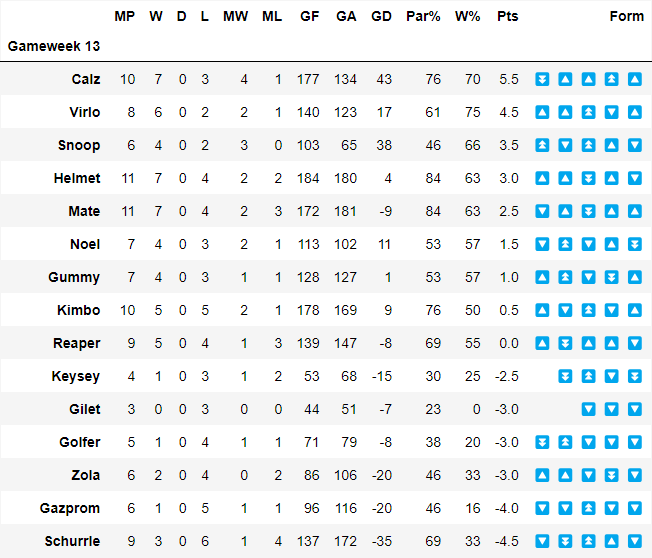 MP W D L MW ML GF GA GD Par% W% Pts Form
Gameweek 13
Calz 10 7 0 3 4 1 177 134 43 76 70 5.5 ⏬ 🔼 🔼 ⏫ 🔼
Virlo 8 6 0 2 2 1 140 123 17 61 75 4.5 🔼 🔼 ⏫ 🔽 🔼
Snoop 6 4 0 2 3 0 103 65 38 46 66 3.5 ⏫ 🔽 ⏫ 🔼 🔽
Helmet 11 7 0 4 2 2 184 180 4 84 63 3.0 🔼 🔼 ⏬ 🔼 🔽
Mate 11 7 0 4 2 3 172 181 -9 84 63 2.5 🔽 🔼 ⏬ 🔼 🔼
Noel 7 4 0 3 2 1 113 102 11 53 57 1.5 🔽 ⏫ 🔽 🔼 ⏬
Gummy 7 4 0 3 1 1 128 127 1 53 57 1.0 🔼 ⏫ 🔽 ⏬ 🔼
Kimbo 10 5 0 5 2 1 178 169 9 76 50 0.5 🔼 🔽 ⏫ 🔽 🔼
Reaper 9 5 0 4 1 3 139 147 -8 69 55 0.0 🔼 ⏬ 🔼 🔼 🔽
Keysey 4 1 0 3 1 2 53 68 -15 30 25 -2.5 ⏬ ⏫ 🔽 ⏬
Gilet 3 0 0 3 0 0 44 51 -7 23 0 -3.0 🔽 🔽 🔽
Golfer 5 1 0 4 1 1 71 79 -8 38 20 -3.0 ⏬ ⏫ 🔽 🔽 🔽
Zola 6 2 0 4 0 2 86 106 -20 46 33 -3.0 🔼 🔼 🔽 ⏬ 🔽
Gazprom 6 1 0 5 1 1 96 116 -20 46 16 -4.0 🔽 🔽 ⏫ 🔽 🔽
Schurrle 9 3 0 6 1 4 137 172 -35 69 33 -4.5 🔽 ⏬ ⏫ 🔼 🔽